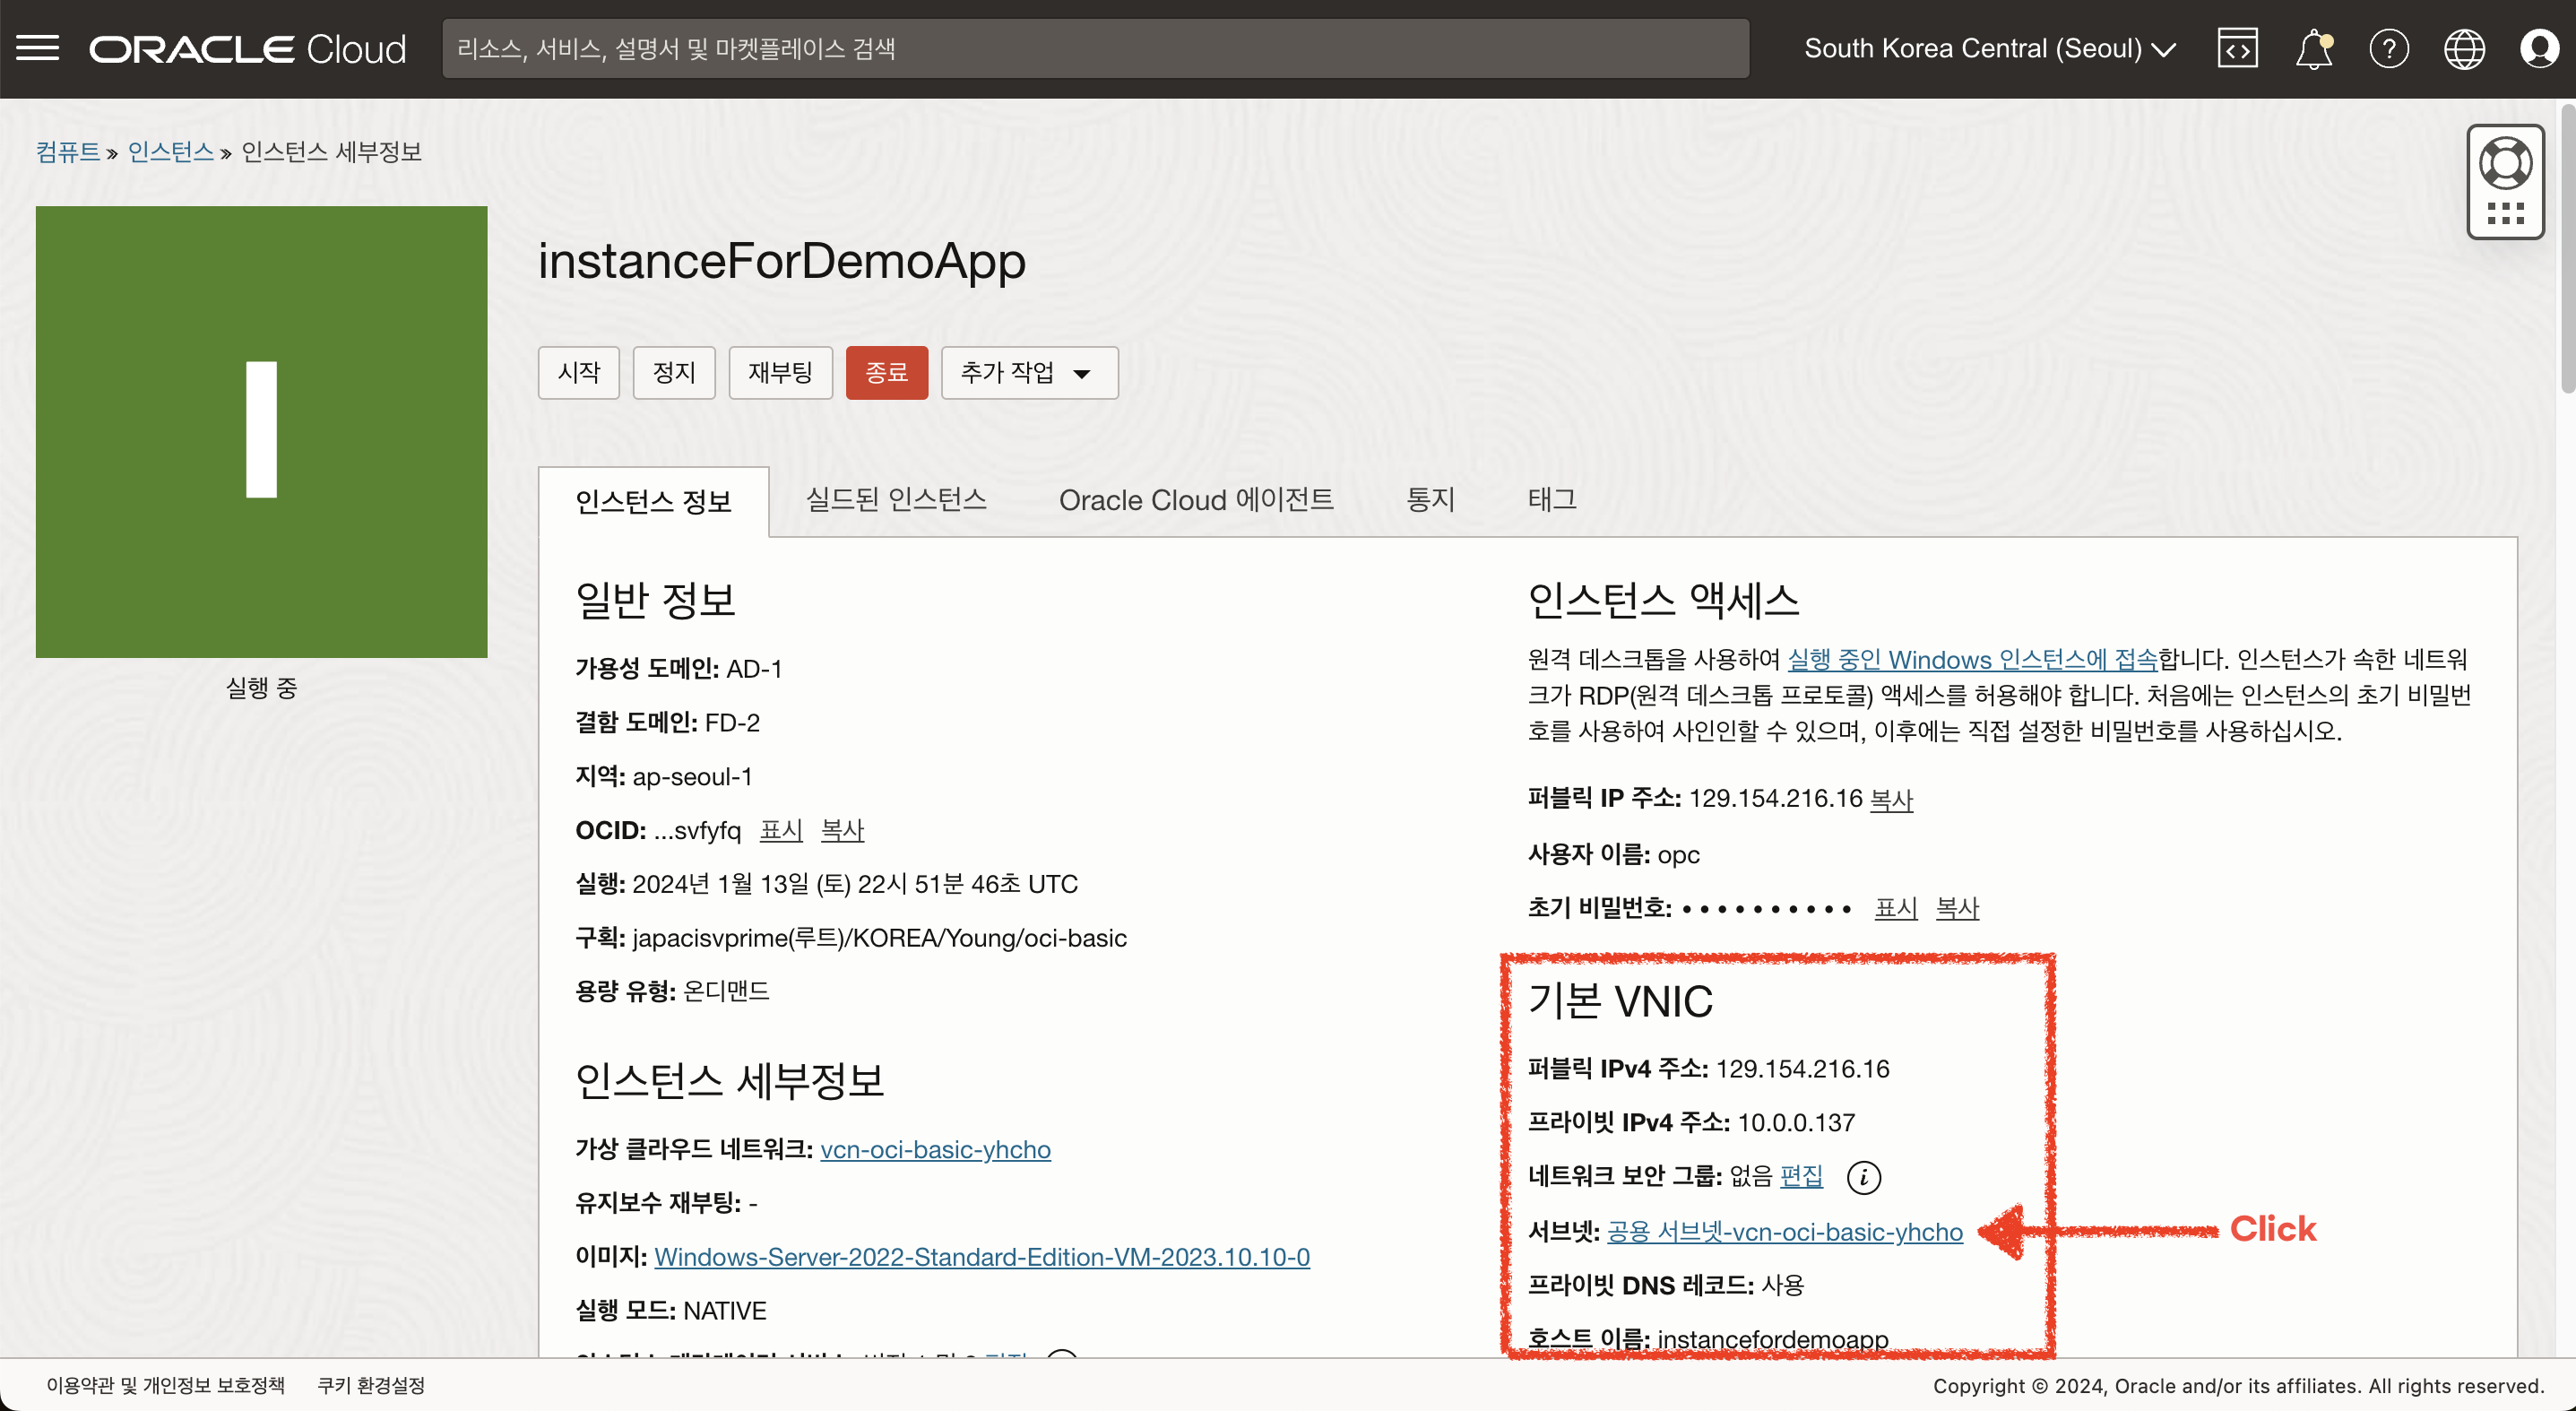 ORACLE Cloud
리소스, 서비스, 설명서 및 마켓플레이스 검색
South Korea Central (Seoul)
컴퓨트 » 인스턴스 » 인스턴스 세부정보
실행 중
instanceForDemoApp
시작 정지 재부팅 종료 추가 작업
인스턴스 정보 실드된 인스턴스 Oracle Cloud 에이전트 통지 태그
일반 정보
가용성 도메인: AD-1
결함 도메인: FD-2
지역: ap-seoul-1
OCID: ...svfyfq 표시 복사
실행: 2024년 1월 13일 (토) 22시 51분 46초 UTC
구획: japacisvprime(루트)/KOREA/Young/oci-basic
용량 유형: 온디맨드
인스턴스 세부정보
가상 클라우드 네트워크: vcn-oci-basic-yhcho
유지보수 재부팅: -
이미지: Windows-Server-2022-Standard-Edition-VM-2023.10.10-0
실행 모드: NATIVE
인스턴스 액세스
원격 데스크톱을 사용하여 실행 중인 Windows 인스턴스에 접속합니다. 인스턴스가 속한 네트워
크가 RDP(원격 데스크톱 프로토콜) 액세스를 허용해야 합니다. 처음에는 인스턴스의 초기 비밀번
호를 사용하여 사인인할 수 있으며, 이후에는 직접 설정한 비밀번호를 사용하십시오.
퍼블릭 IP 주소: 129.154.216.16 복사
사용자 이름: opc
초기 비밀번호: •••••••••• 표시 복사
기본 VNIC
퍼블릭 IPv4 주소: 129.154.216.16
프라이빗 IPv4 주소: 10.0.0.137
네트워크 보안 그룹: 없음 편집
서브넷: 공용 서브넷-vcn-oci-basic-yhcho
Click
프라이빗 DNS 레코드: 사용
호스트 이름: instancefordemoapp
이용약관 및 개인정보 보호정책 쿠키 환경설정
Copyright © 2024, Oracle and/or its affiliates. All rights reserved.